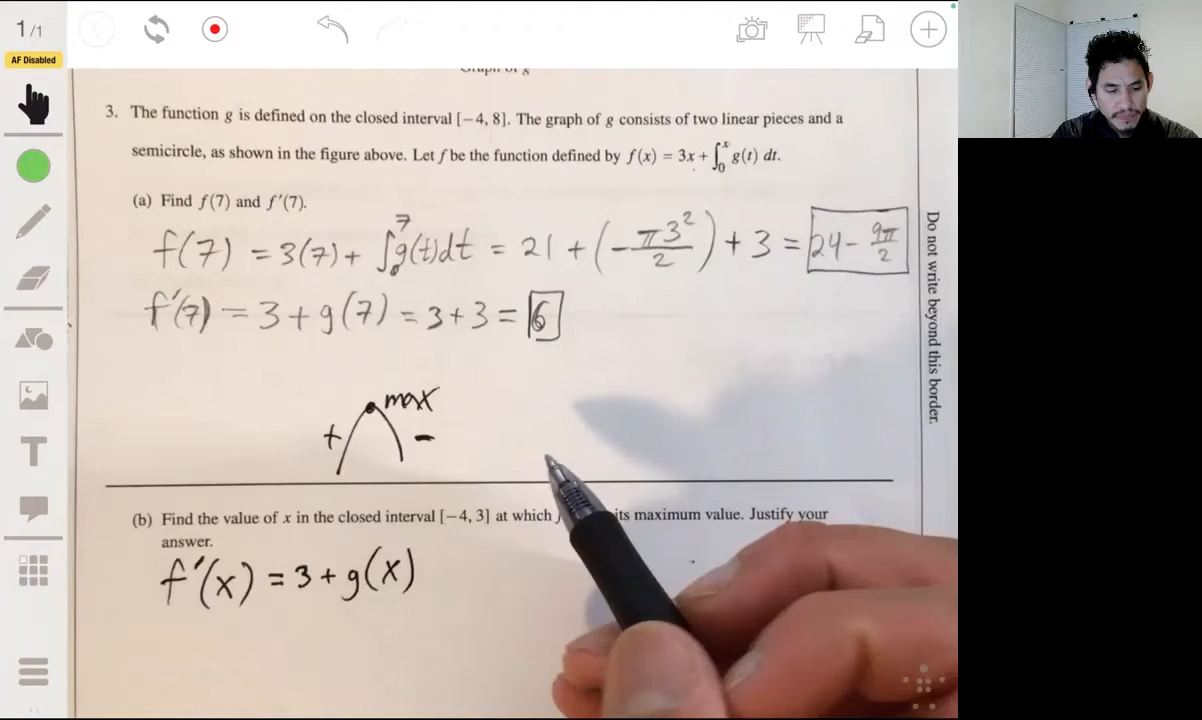 1/1
AF Disabled
T
Graph of g
3. The function g is defined on the closed interval [−4, 8]. The graph of g consists of two linear pieces and a
semicircle, as shown in the figure above. Let f be the function defined by f(x) = 3x + ∫₀ˣ g(t) dt.
(a) Find f(7) and f′(7).
f(7) = 3(7) + ∫₀⁷ g(t)dt = 21 + (−π3²/2) + 3 = 24 − 9π/2
f′(7) = 3 + g(7) = 3 + 3 = 6
max
+ −
(b) Find the value of x in the closed interval [−4, 3] at which its maximum value. Justify your
answer.
f′(x) = 3 + g(x)
Do not write beyond this border.